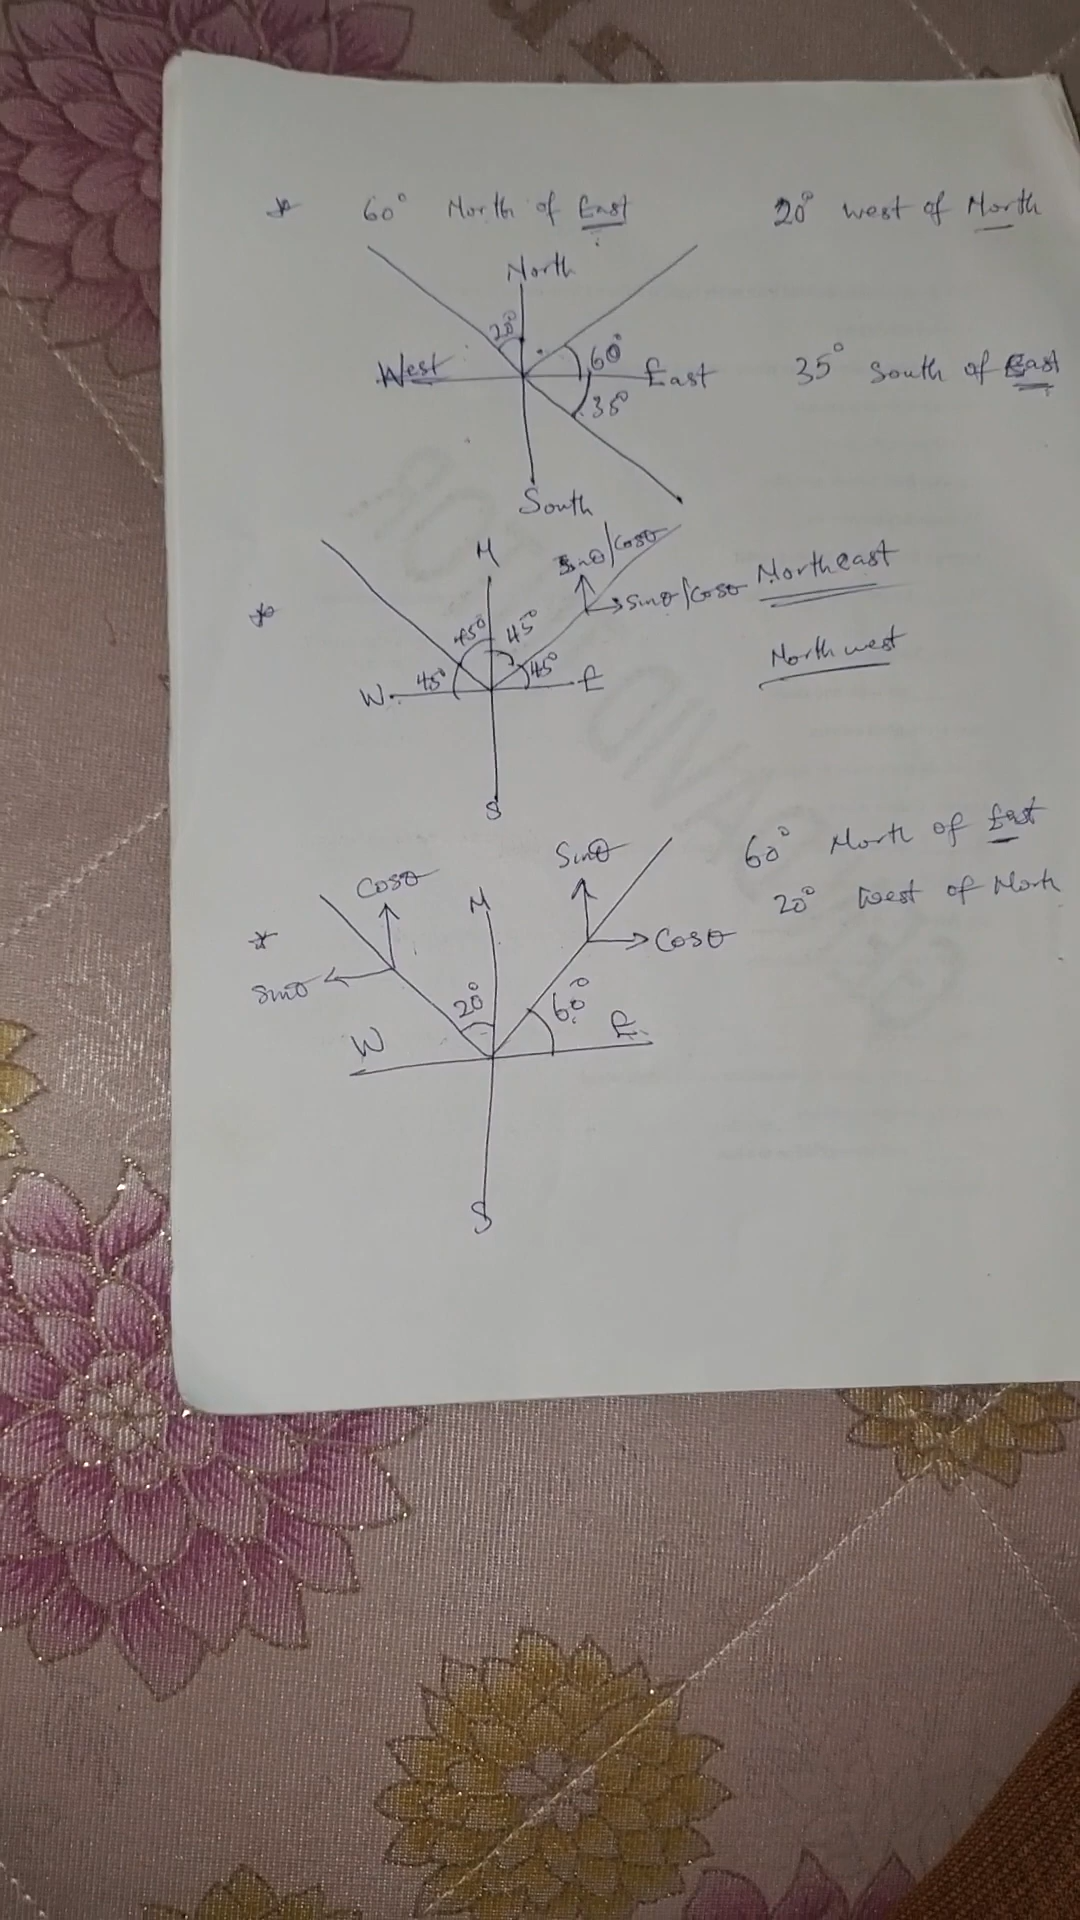 * 60° North of East 20° west of North
North
20°
West 60° East 35° South of East
35°
South
N sinθ/cosθ
* sinθ/cosθ Northeast
45° 45°
45° 45° Northwest
W E
S
60° North of East
Sinθ
Cosθ N 20° West of North
* Cosθ
Sinθ 20° 60°
W E
S